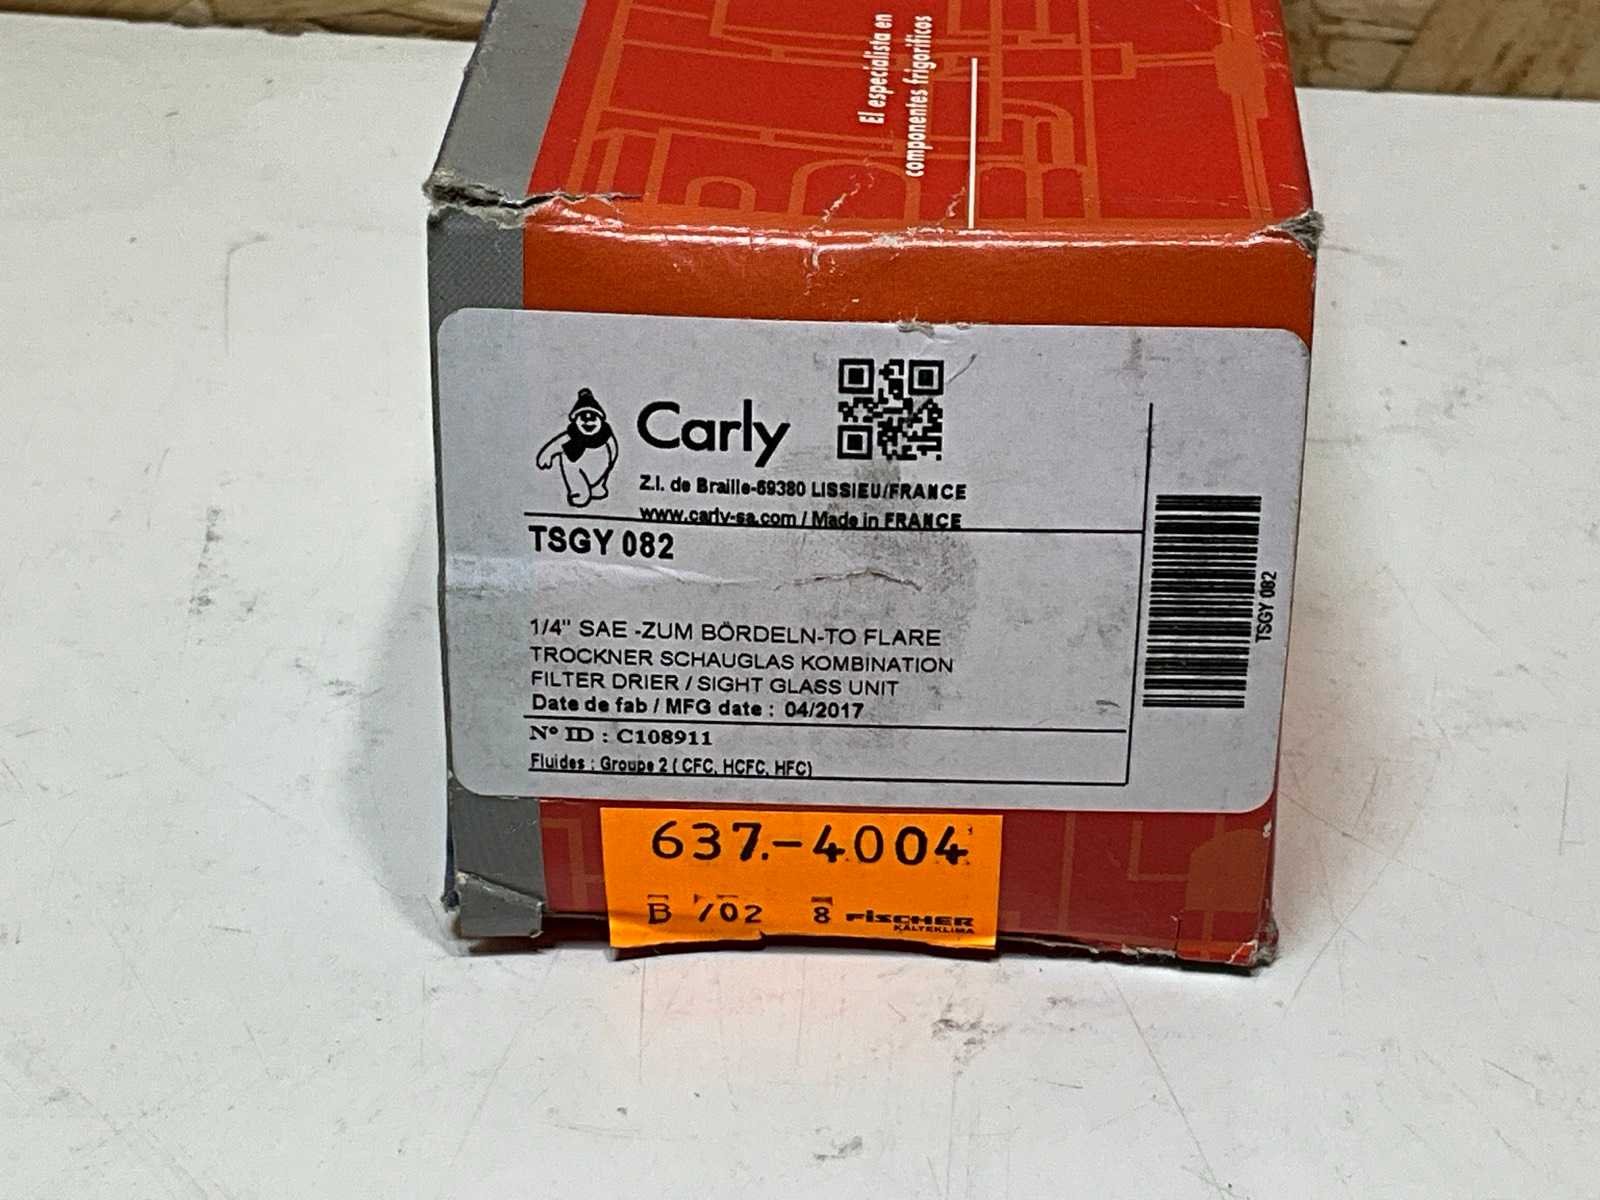 El especialista en
componentes frigoríficos
Carly
Z.I. de Braille-69380 LISSIEU/FRANCE
www.carly-sa.com / Made in FRANCE
TSGY 082
1/4" SAE -ZUM BÖRDELN-TO FLARE
TROCKNER SCHAUGLAS KOMBINATION
FILTER DRIER / SIGHT GLASS UNIT
Date de fab / MFG date : 04/2017
N° ID : C108911
Fluides : Groupe 2 ( CFC, HCFC, HFC)
TSGY 082
637.-4004
B 702 8 FISCHER
KÄLTEKLIMA